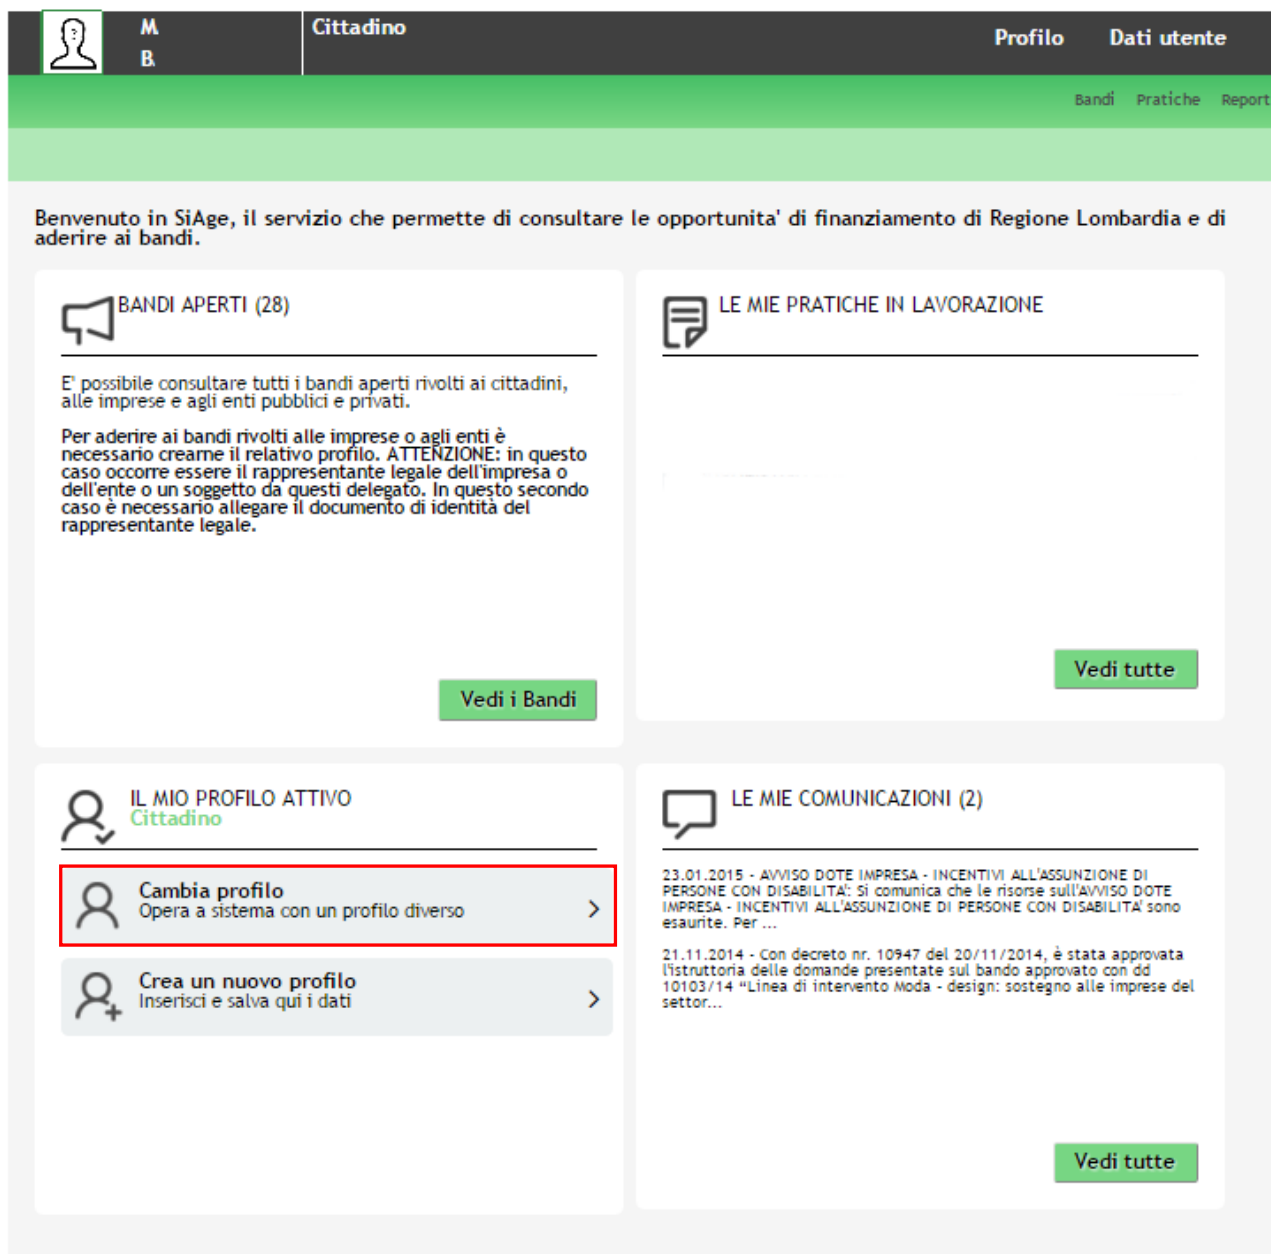 M.
B.
Cittadino
Profilo
Dati utente
Bandi Pratiche Report
Benvenuto in SiAge, il servizio che permette di consultare le opportunita' di finanziamento di Regione Lombardia e di
aderire ai bandi.
BANDI APERTI (28)
E' possibile consultare tutti i bandi aperti rivolti ai cittadini,
alle imprese e agli enti pubblici e privati.
Per aderire ai bandi rivolti alle imprese o agli enti è
necessario crearne il relativo profilo. ATTENZIONE: in questo
caso occorre essere il rappresentante legale dell'impresa o
dell'ente o un soggetto da questi delegato. In questo secondo
caso è necessario allegare il documento di identità del
rappresentante legale.
Vedi i Bandi
LE MIE PRATICHE IN LAVORAZIONE
Vedi tutte
IL MIO PROFILO ATTIVO
Cittadino
Cambia profilo
Opera a sistema con un profilo diverso
Crea un nuovo profilo
Inserisci e salva qui i dati
LE MIE COMUNICAZIONI (2)
23.01.2015 - AVVISO DOTE IMPRESA - INCENTIVI ALL'ASSUNZIONE DI
PERSONE CON DISABILITA': Si comunica che le risorse sull'AVVISO DOTE
IMPRESA - INCENTIVI ALL'ASSUNZIONE DI PERSONE CON DISABILITA' sono
esaurite. Per ...
21.11.2014 - Con decreto nr. 10947 del 20/11/2014, è stata approvata
l'istruttoria delle domande presentate sul bando approvato con dd
10103/14 “Linea di intervento Moda - design: sostegno alle imprese del
settor...
Vedi tutte